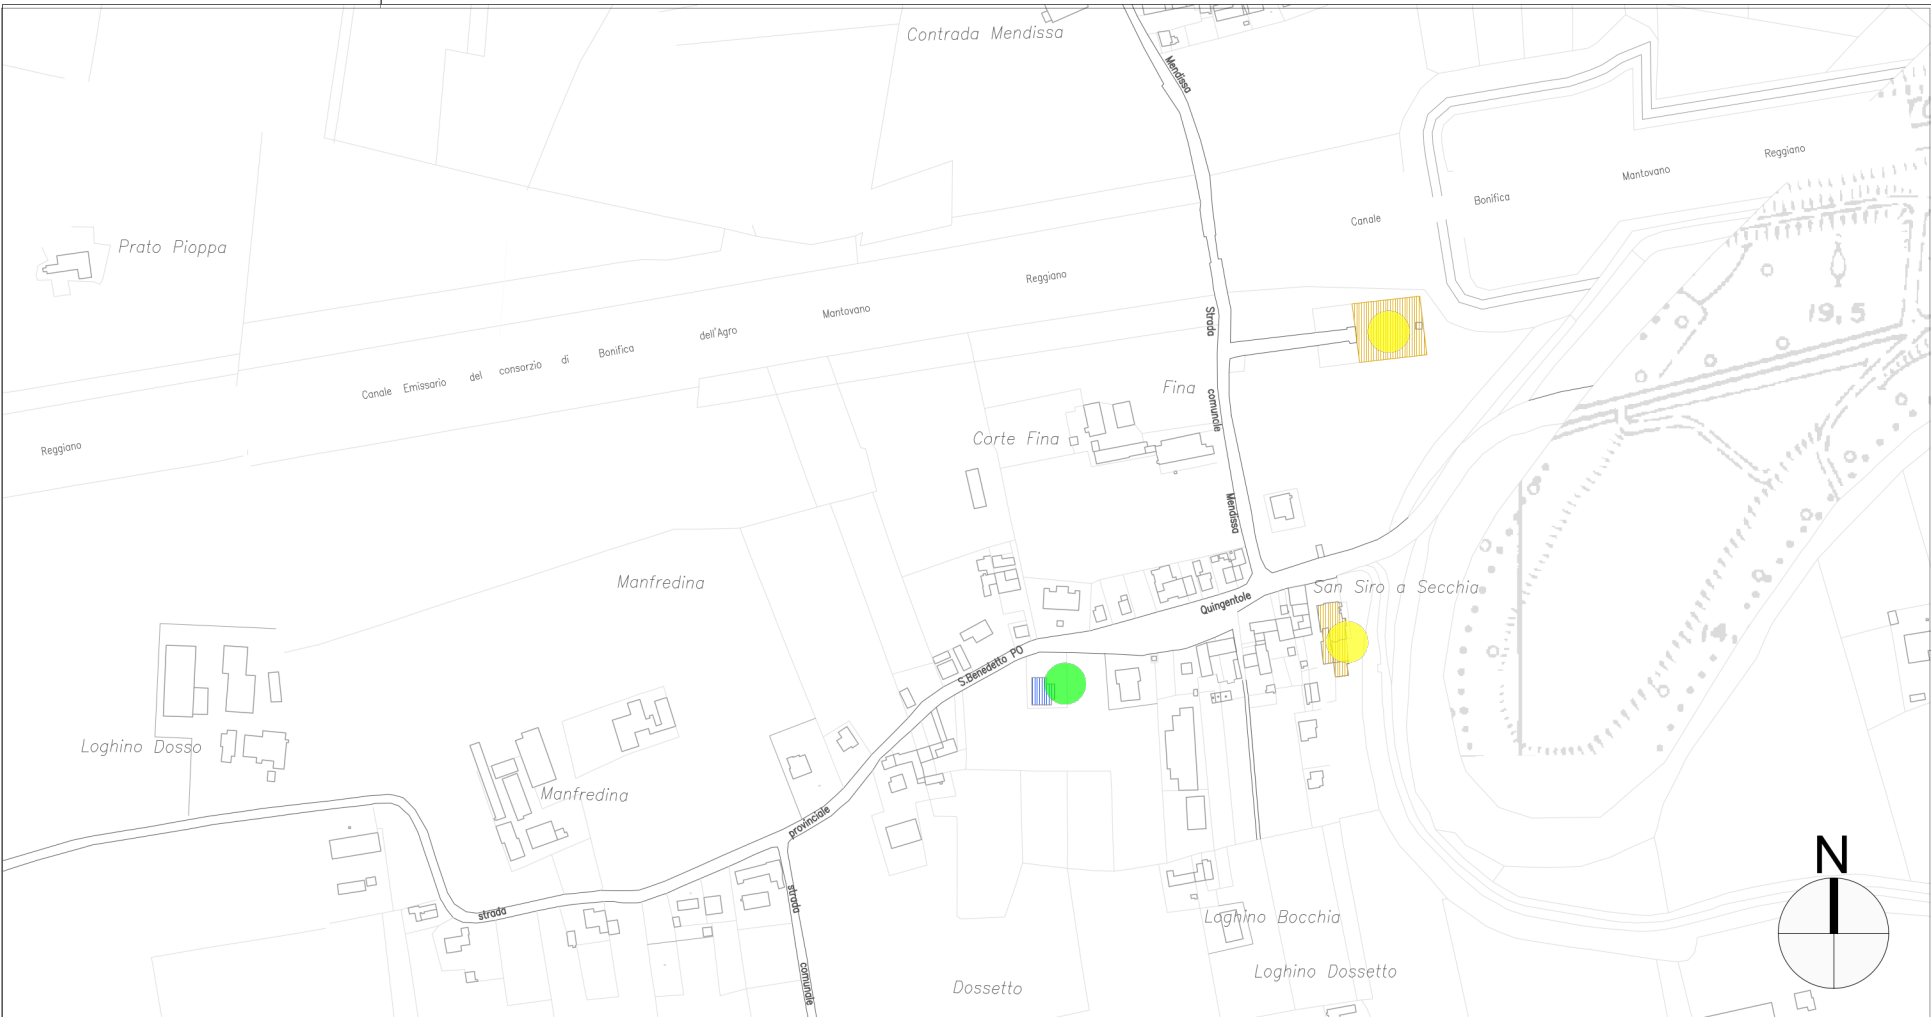 Contrada Mendissa
Mendissa
Reggiano
Mantovano
Bonifica
Canale
Prato Pioppa
Reggiano
Mantovano
dell'Agro
Bonifica
di
consorzio
del
Emissario
Canale
Reggiano
19,5
Strada
comunale
Mendissa
Fina
Corte Fina
Manfredina
San Siro a Secchia
Quingentole
S.Benedetto PO
14.
Loghino Dosso
Manfredina
provinciale
strada
strada
comunale
Loghino Bocchia
Loghino Dossetto
Dossetto
N